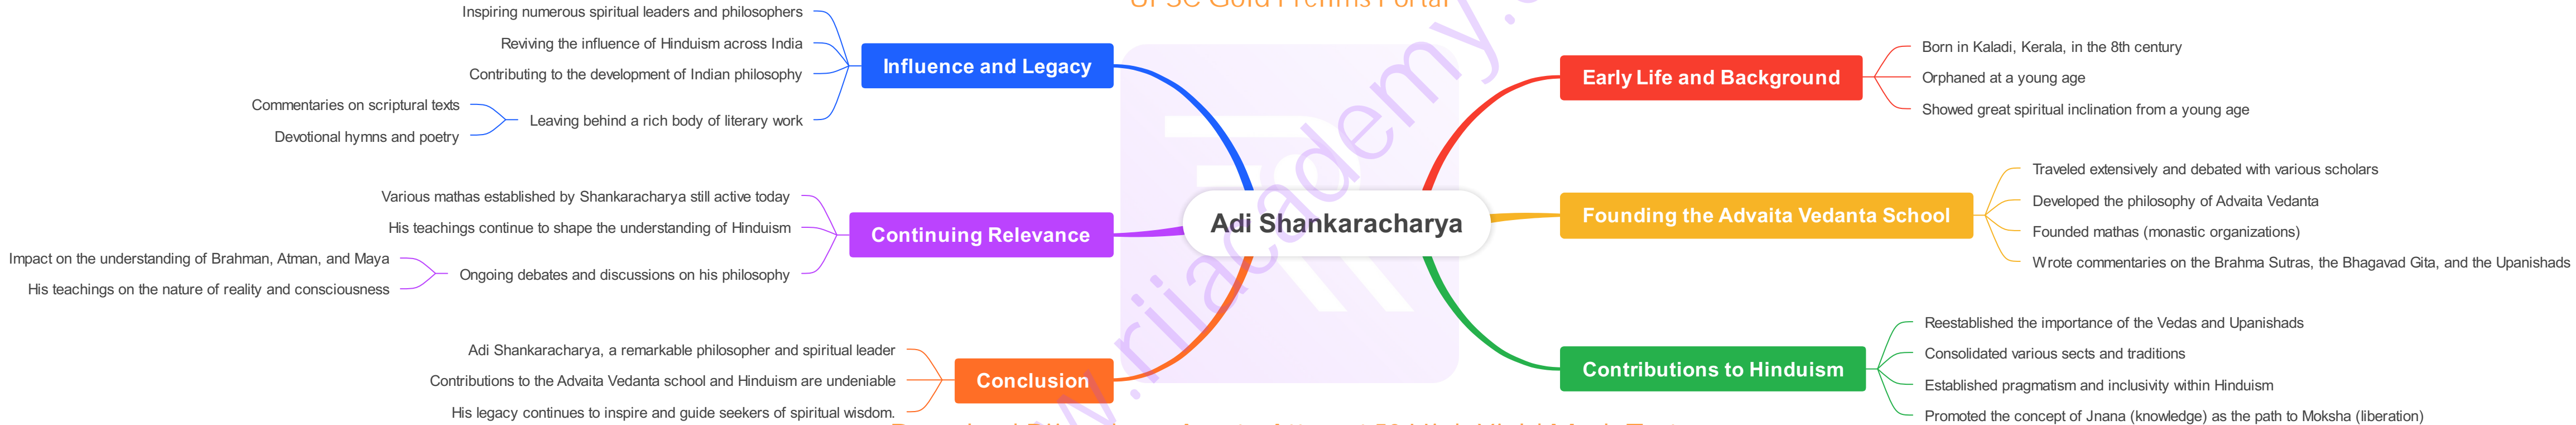 UPSC Gold Prelims Portal
Adi Shankaracharya
Early Life and Background
Born in Kaladi, Kerala, in the 8th century
Orphaned at a young age
Showed great spiritual inclination from a young age
Founding the Advaita Vedanta School
Traveled extensively and debated with various scholars
Developed the philosophy of Advaita Vedanta
Founded mathas (monastic organizations)
Wrote commentaries on the Brahma Sutras, the Bhagavad Gita, and the Upanishads
Contributions to Hinduism
Reestablished the importance of the Vedas and Upanishads
Consolidated various sects and traditions
Established pragmatism and inclusivity within Hinduism
Promoted the concept of Jnana (knowledge) as the path to Moksha (liberation)
Influence and Legacy
Inspiring numerous spiritual leaders and philosophers
Reviving the influence of Hinduism across India
Contributing to the development of Indian philosophy
Leaving behind a rich body of literary work
Commentaries on scriptural texts
Devotional hymns and poetry
Continuing Relevance
Various mathas established by Shankaracharya still active today
His teachings continue to shape the understanding of Hinduism
Ongoing debates and discussions on his philosophy
Impact on the understanding of Brahman, Atman, and Maya
His teachings on the nature of reality and consciousness
Conclusion
Adi Shankaracharya, a remarkable philosopher and spiritual leader
Contributions to the Advaita Vedanta school and Hinduism are undeniable
His legacy continues to inspire and guide seekers of spiritual wisdom.